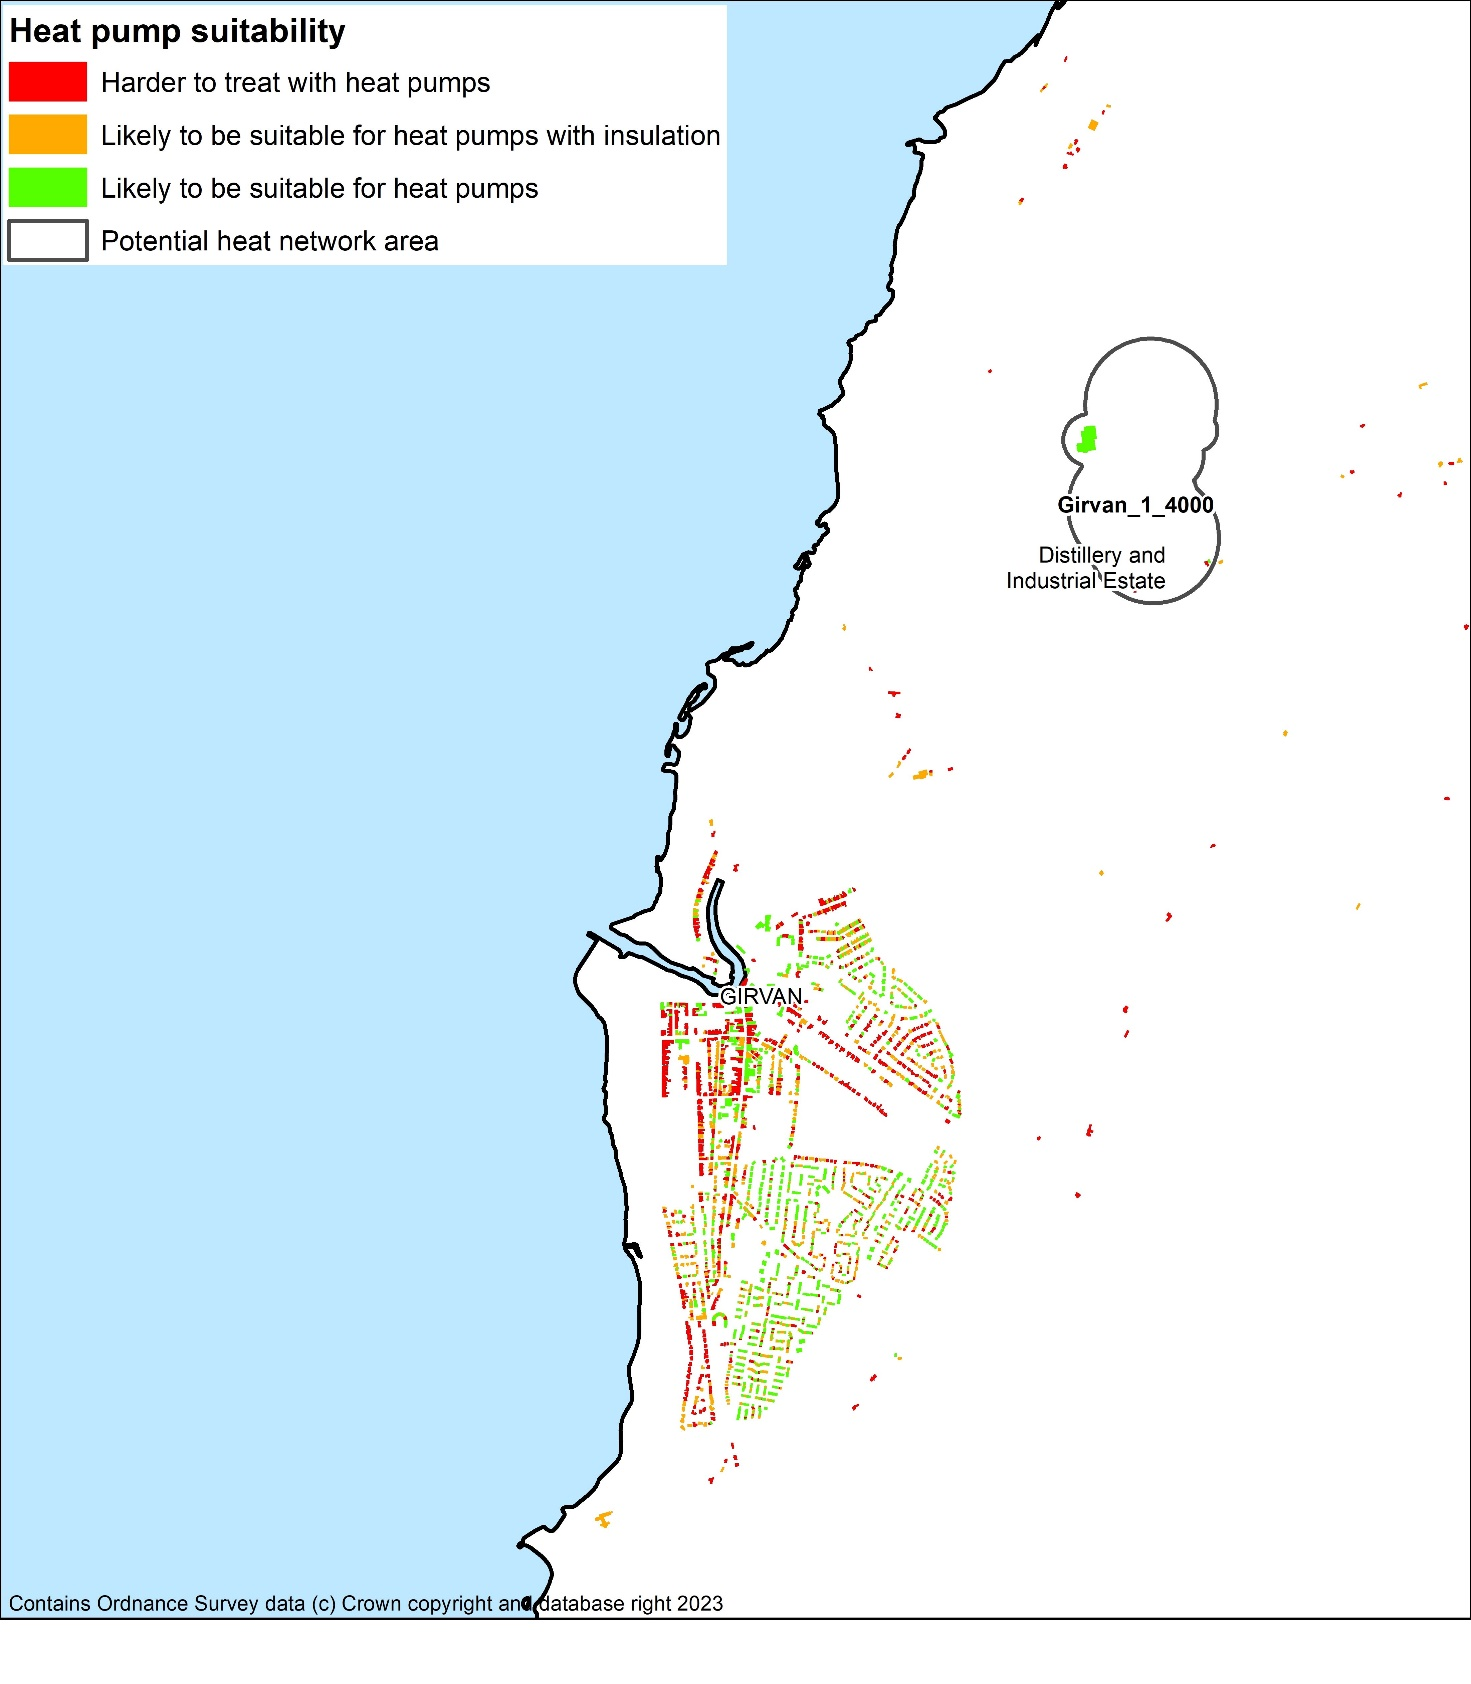 Heat pump suitability
Harder to treat with heat pumps
Likely to be suitable for heat pumps with insulation
Likely to be suitable for heat pumps
Potential heat network area
Girvan_1_4000
Distillery and
Industrial Estate
GIRVAN
Contains Ordnance Survey data (c) Crown copyright and database right 2023